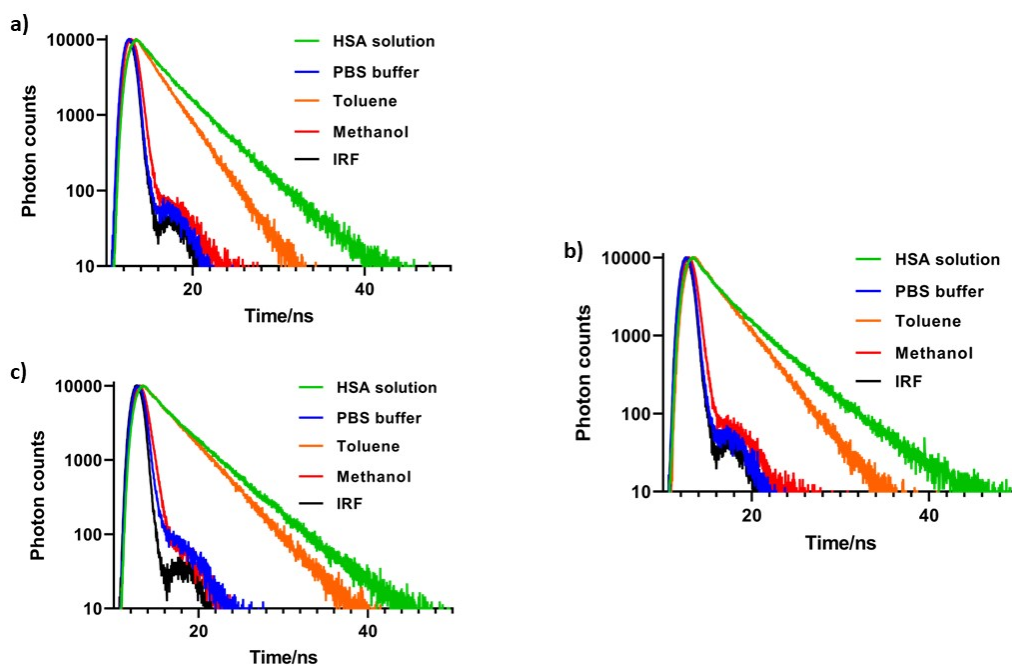 a)
Photon counts
10000
1000
100
10
20
40
Time/ns
HSA solution
PBS buffer
Toluene
Methanol
IRF
b)
Photon counts
10000
1000
100
10
20
40
Time/ns
HSA solution
PBS buffer
Toluene
Methanol
IRF
c)
Photon counts
10000
1000
100
10
20
40
Time/ns
HSA solution
PBS buffer
Toluene
Methanol
IRF